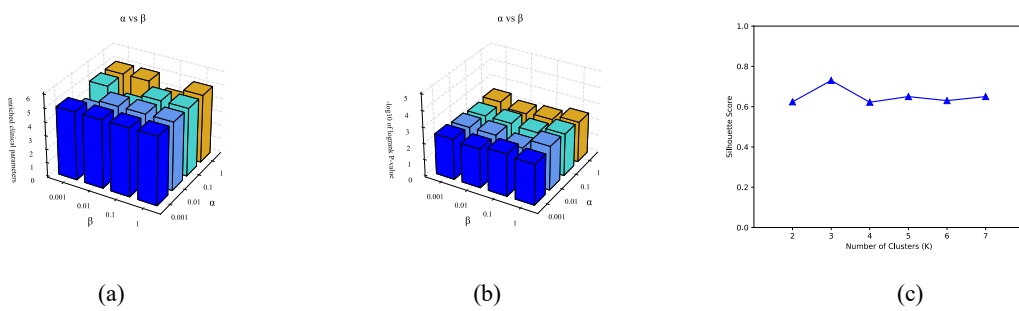 α vs β
6
5
4
3
2
1
0
enriched clinical parameters
0.001
0.01
0.1
1
β
0.001
0.01
0.1
1
α
(a)
α vs β
5
4
3
2
1
0
-log10 of logrank P-value
0.001
0.01
0.1
1
β
0.001
0.01
0.1
1
α
(b)
1.0
0.8
0.6
0.4
0.2
0.0
Silhouette Score
2 3 4 5 6 7
Number of Clusters (K)
(c)